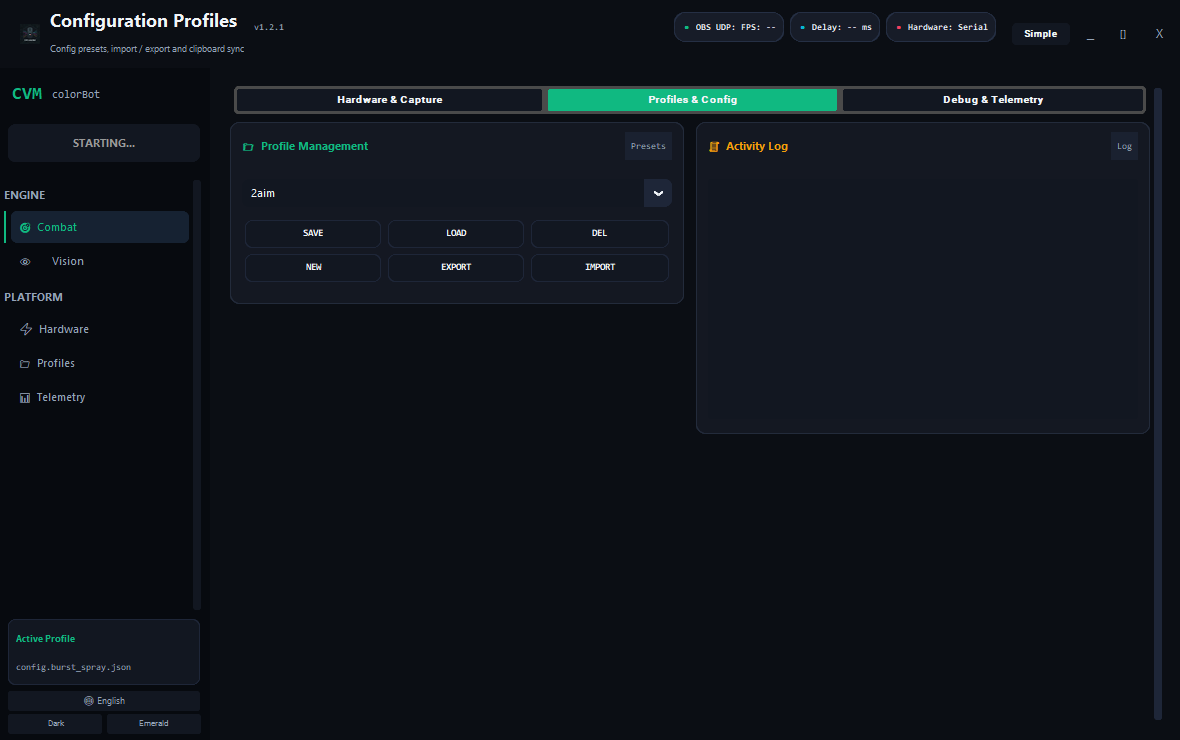 Configuration Profiles v1.2.1
Config presets, import / export and clipboard sync
OBS UDP: FPS: --
Delay: -- ms
Hardware: Serial
Simple
_ [] X
CVM colorBot
STARTING...
ENGINE
Combat
Vision
PLATFORM
Hardware
Profiles
Telemetry
Active Profile
config.burst_spray.json
English
Dark Emerald
Hardware & Capture Profiles & Config Debug & Telemetry
Profile Management Presets
2aim
SAVE LOAD DEL
NEW EXPORT IMPORT
Activity Log Log